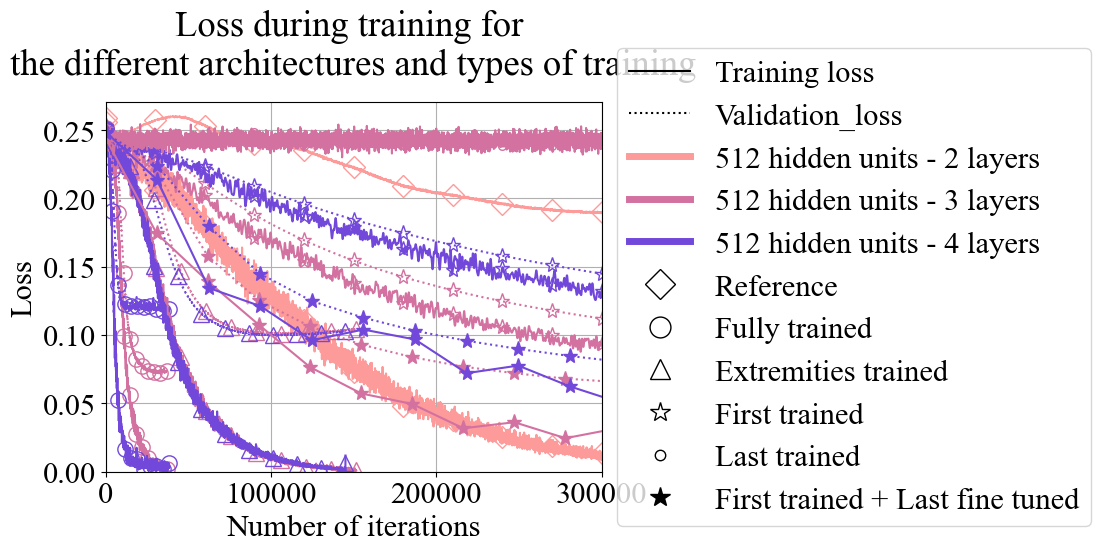 Loss during training for
the different architectures and types of training
0.25
0.20
0.15
0.10
0.05
0.00
Loss
0
100000
200000
300000
Number of iterations
Training loss
Validation_loss
512 hidden units - 2 layers
512 hidden units - 3 layers
512 hidden units - 4 layers
Reference
Fully trained
Extremities trained
First trained
Last trained
First trained + Last fine tuned